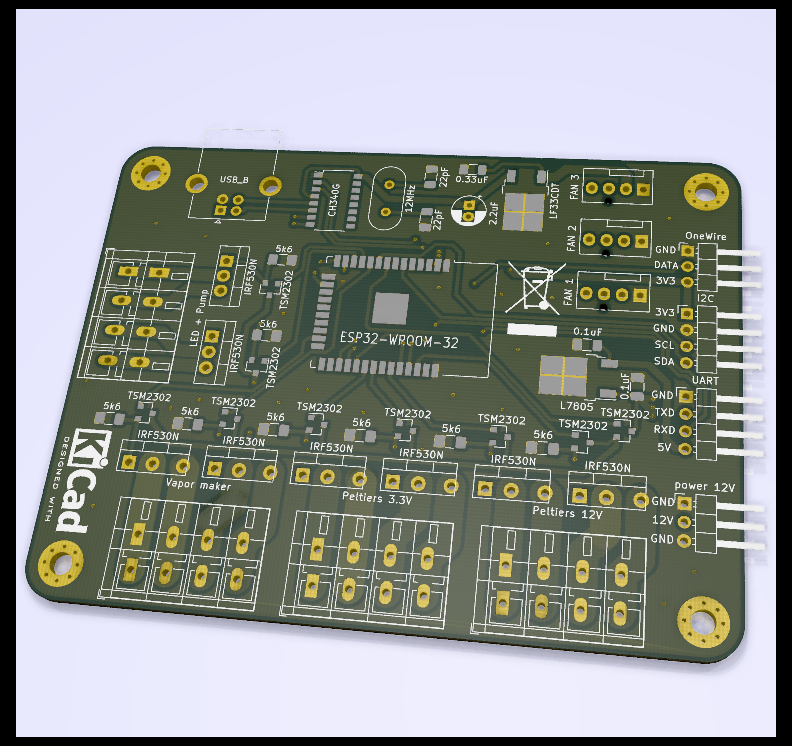 USB_B
CH340G
12MHz
22pF
22pF
0.33uF
2.2uF
LF33CDT
FAN 3
FAN 2
FAN 1
OneWire
GND
DATA
3V3
I2C
3V3
GND
SCL
SDA
UART
GND
TXD
RXD
5V
power 12V
GND
12V
GND
LED + Pump
IRF530N
IRF530N
5k6
TSM2302
5k6
TSM2302
ESP32-WROOM-32
0.1uF
0.1uF
L7805
5k6
TSM2302
5k6
TSM2302
5k6
TSM2302
5k6
TSM2302
5k6
TSM2302
5k6
TSM2302
TSM2302
IRF530N
IRF530N
IRF530N
IRF530N
IRF530N
IRF530N
Vapor maker
Peltiers 3.3V
Peltiers 12V
DESIGNED WITH
KiCad